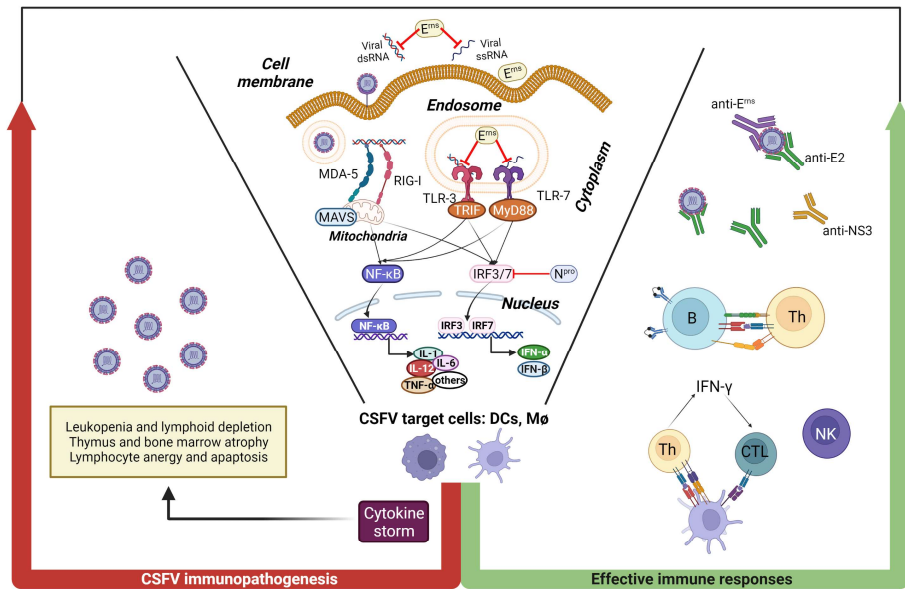 Erns
Viral
dsRNA
Viral
ssRNA
Cell
membrane
Erns
Endosome
Erns
MDA-5
RIG-I
TLR-3
TLR-7
Cytoplasm
MAVS
TRIF
MyD88
Mitochondria
NF-κB
IRF3/7
Npro
Nucleus
NF-κB
IRF3
IRF7
IL-1
IL-6
IL-12
TNF-α
others
IFN-α
IFN-β
CSFV target cells: DCs, Mø
anti-Erns
anti-E2
anti-NS3
B
Th
IFN-γ
Th
CTL
NK
Leukopenia and lymphoid depletion
Thymus and bone marrow atrophy
Lymphocyte anergy and apaptosis
Cytokine
storm
CSFV immunopathogenesis
Effective immune responses